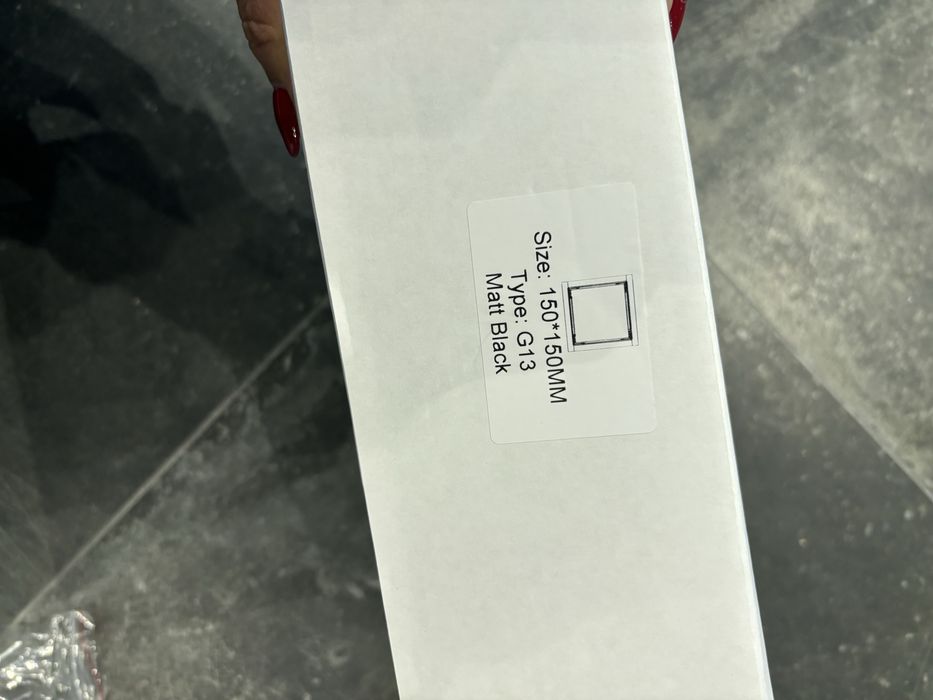 Size: 150*150MM
Type: G13
Matt Black